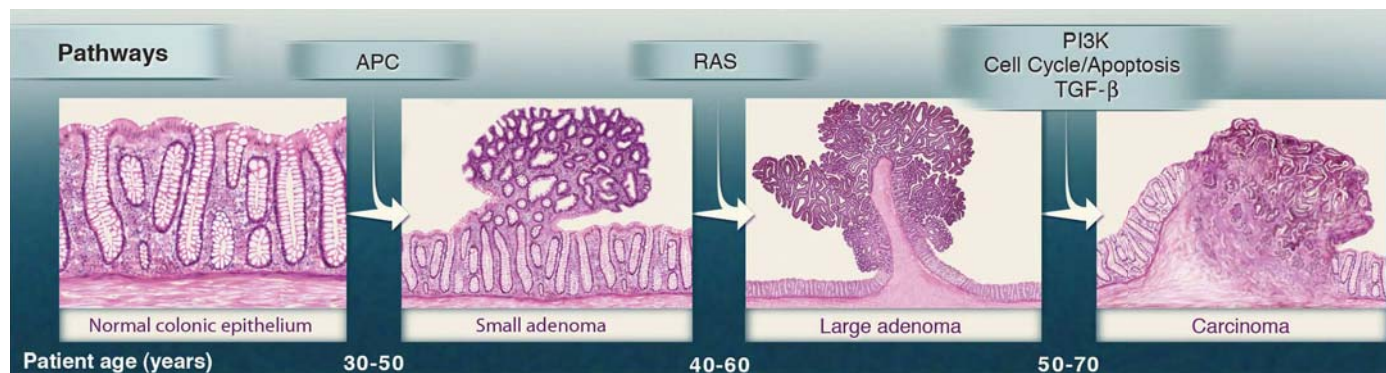 Pathways
APC
RAS
PI3K
Cell Cycle/Apoptosis
TGF-β
Normal colonic epithelium
Small adenoma
Large adenoma
Carcinoma
Patient age (years)
30-50
40-60
50-70